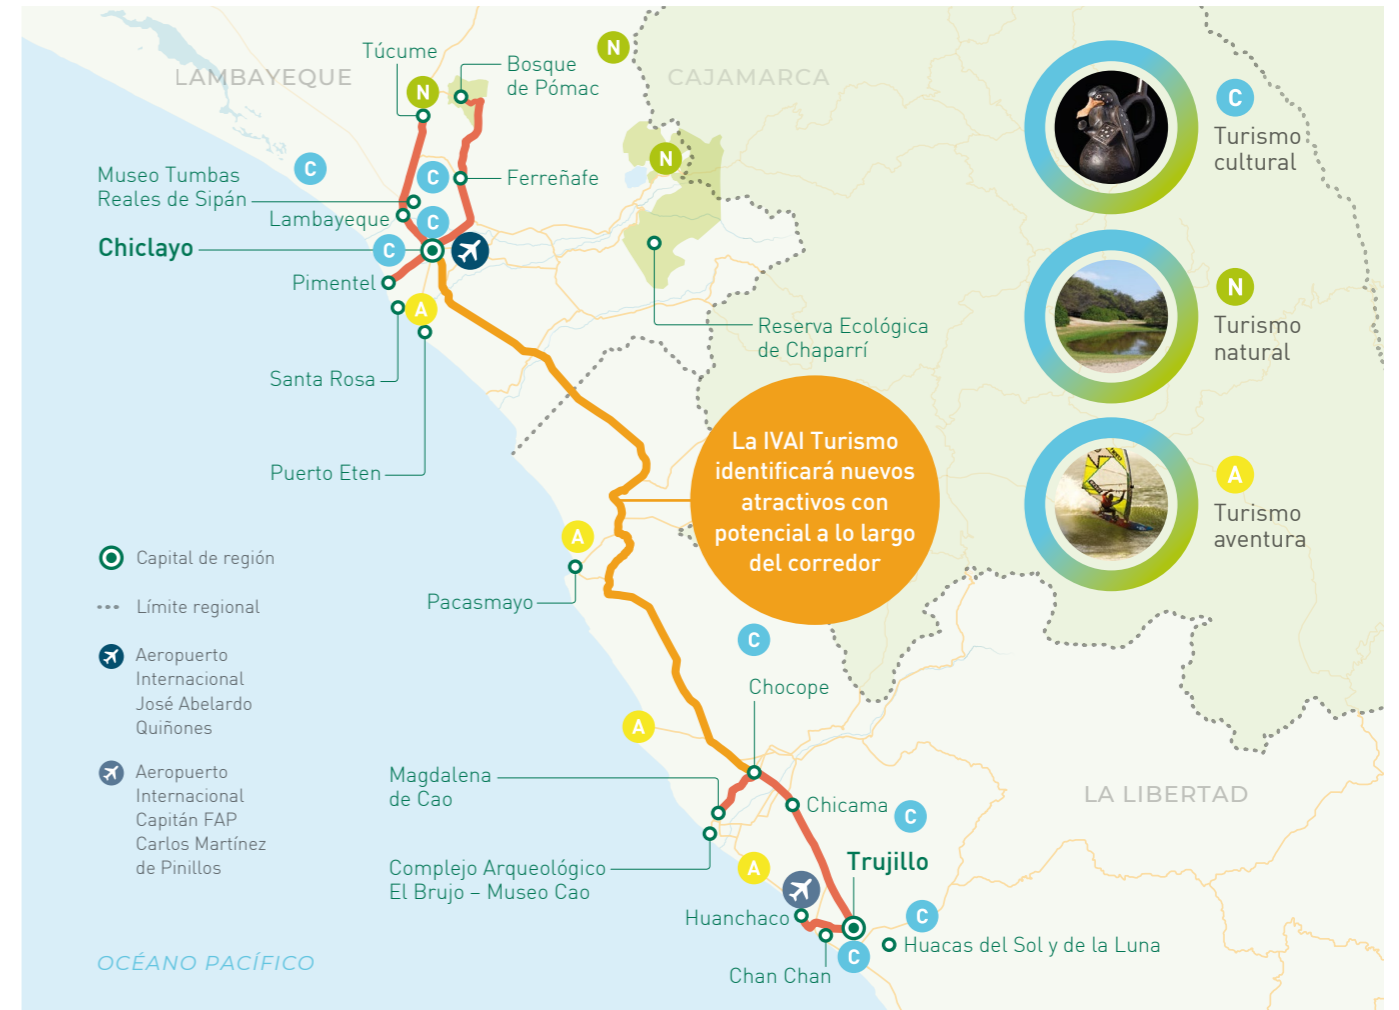 LAMBAYEQUE
CAJAMARCA
LA LIBERTAD
OCÉANO PACÍFICO
Túcume
Bosque
de Pómac
N
N
N
C
Museo Tumbas
Reales de Sipán
C
Ferreñafe
Lambayeque
C
Chiclayo
C
Pimentel
A
Reserva Ecológica
de Chaparrí
Santa Rosa
Puerto Eten
La IVAI Turismo
identificará nuevos
atractivos con
potencial a lo largo
del corredor
A
Pacasmayo
C
Chocope
A
Magdalena
de Cao
Chicama
C
Complejo Arqueológico
El Brujo – Museo Cao
A
Trujillo
Huanchaco
C
Huacas del Sol y de la Luna
C
Chan Chan
C
Turismo
cultural
N
Turismo
natural
A
Turismo
aventura
Capital de región
Límite regional
Aeropuerto
Internacional
José Abelardo
Quiñones
Aeropuerto
Internacional
Capitán FAP
Carlos Martínez
de Pinillos